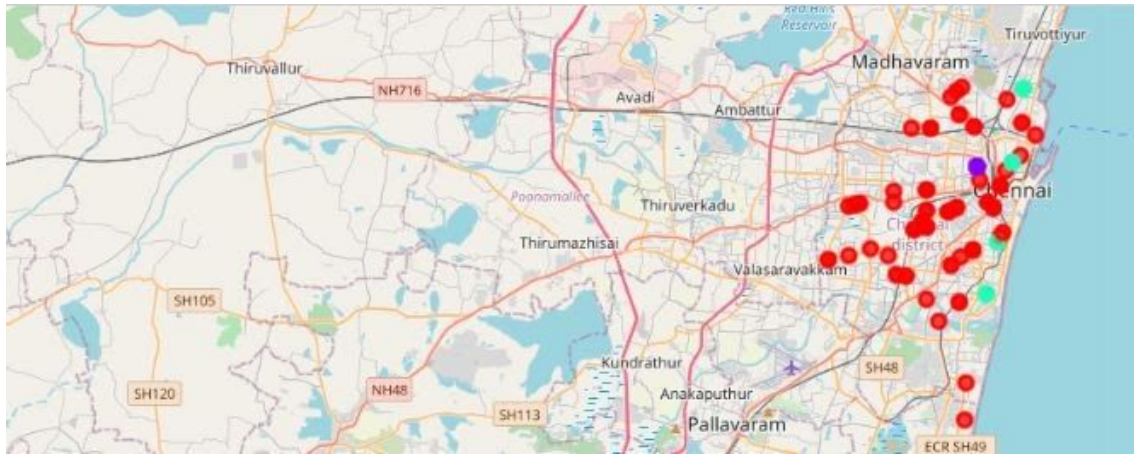 Red Hills
Reservoir
Tiruvottiyur
Madhavaram
Thiruvallur
NH716
Avadi
Ambattur
Poonamallee
Thiruverkadu
Chennai
Chennai
district
Thirumazhisai
Valasaravakkam
SH105
Kundrathur
SH48
NH48
SH120
Anakaputhur
SH113
Pallavaram
ECR SH49